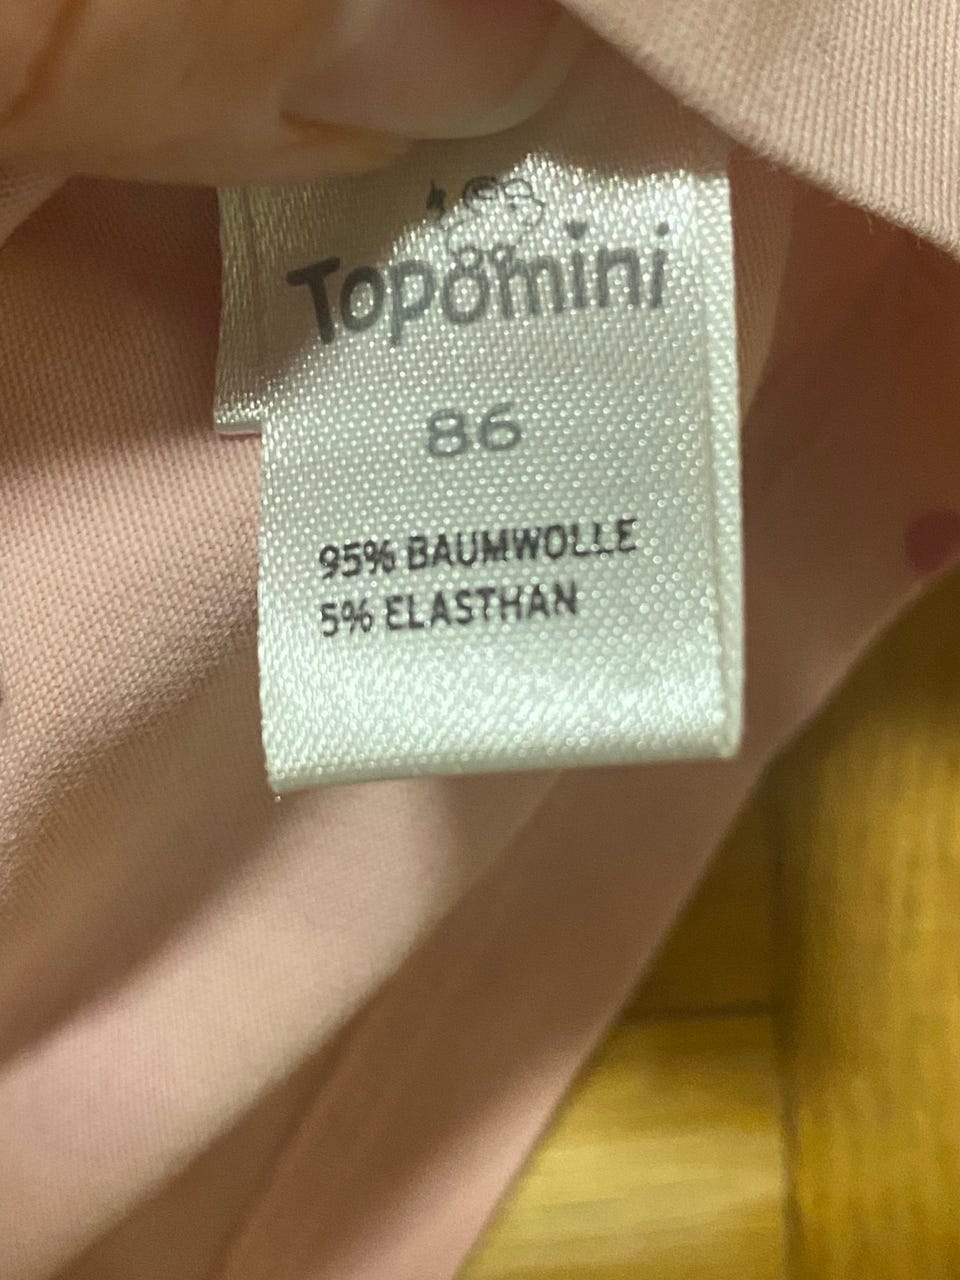 Topomini
86
95% BAUMWOLLE
5% ELASTHAN